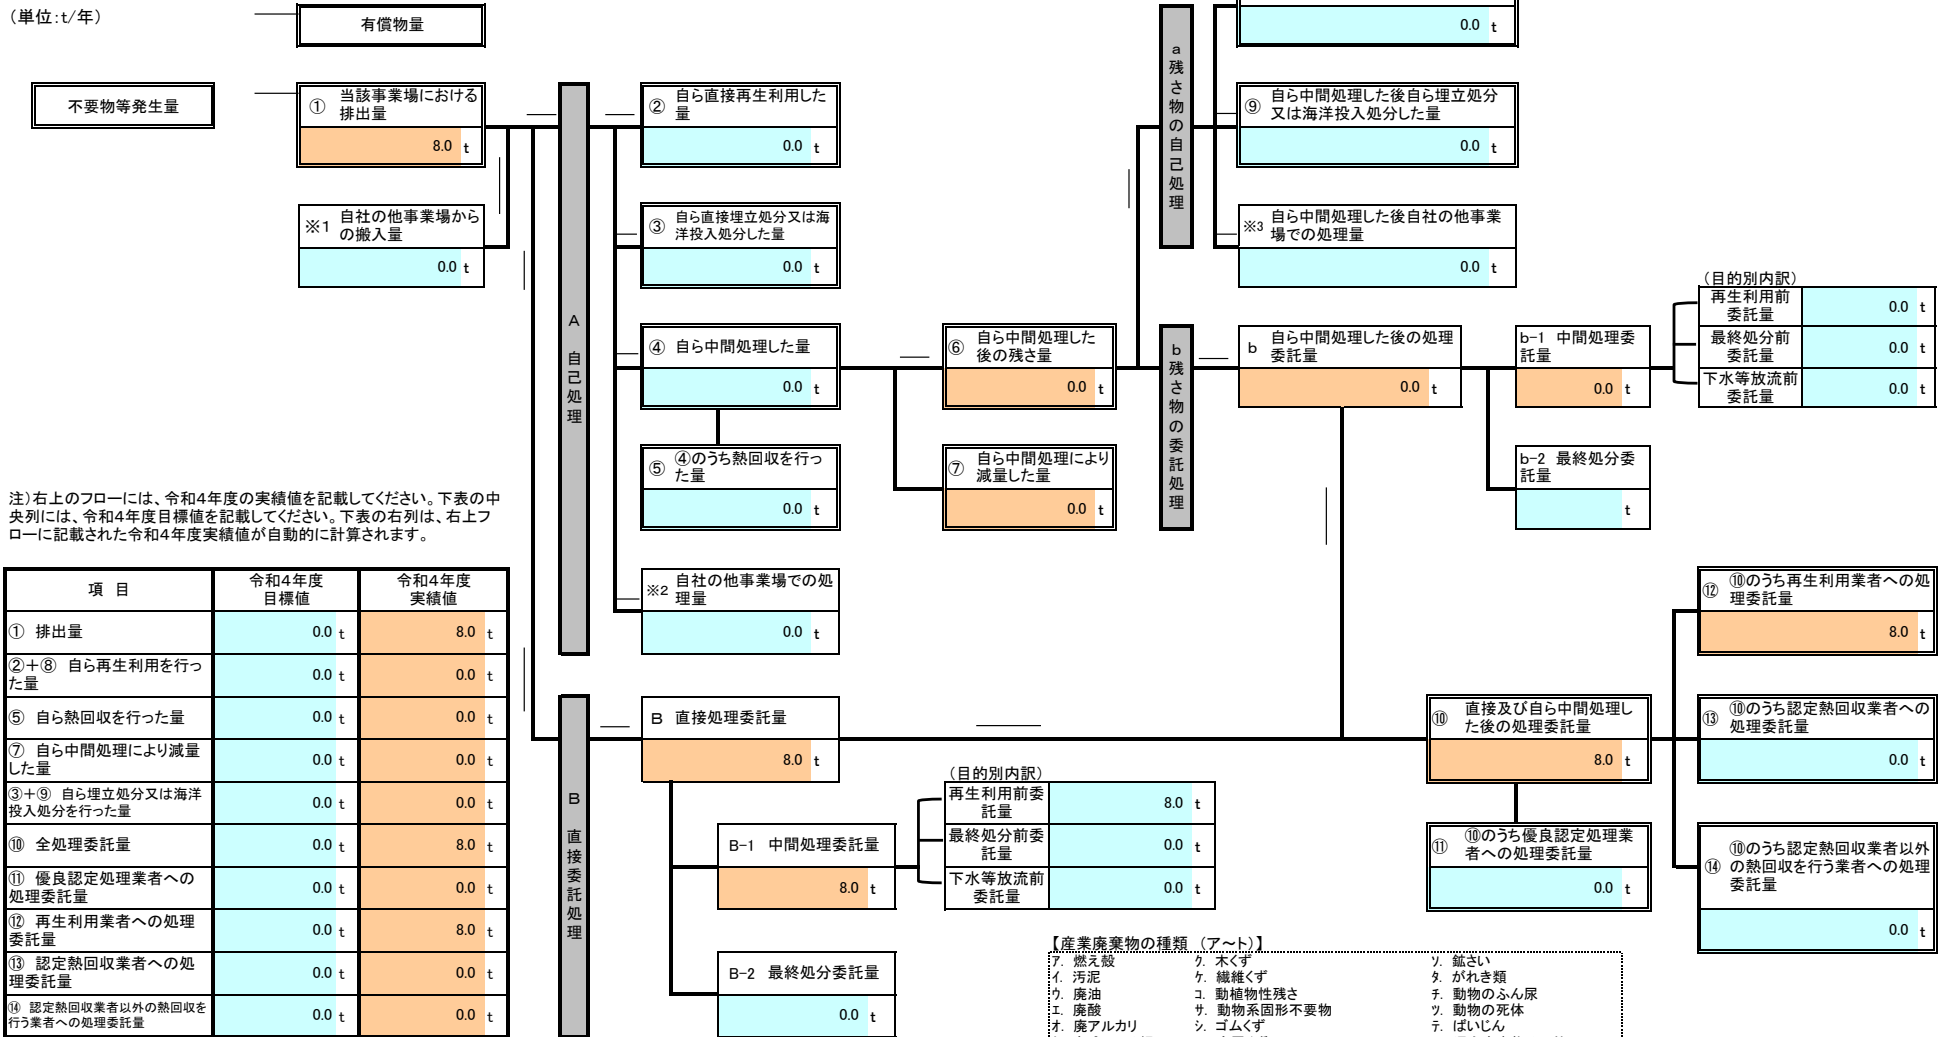 (単位:t/年)
有償物量
0.0 t
不要物等発生量
① 当該事業場における
排出量
8.0 t
※1 自社の他事業場から
の搬入量
0.0 t
A 自己処理
② 自ら直接再生利用した
量
0.0 t
③ 自ら直接埋立処分又は海
洋投入処分した量
0.0 t
④ 自ら中間処理した量
0.0 t
⑤ ④のうち熱回収を行っ
た量
0.0 t
※2 自社の他事業場での処
理量
0.0 t
⑥ 自ら中間処理した
後の残さ量
0.0 t
⑦ 自ら中間処理により
減量した量
0.0 t
a 残さ物の自己処理
⑨ 自ら中間処理した後自ら埋立処分
又は海洋投入処分した量
0.0 t
※3 自ら中間処理した後自社の他事業
場での処理量
0.0 t
b 残さ物の委託処理
b 自ら中間処理した後の処理
委託量
0.0 t
b-1 中間処理委
託量
0.0 t
b-2 最終処分委
託量
t
(目的別内訳)
再生利用前
委託量
0.0 t
最終処分前
委託量
0.0 t
下水等放流前
委託量
0.0 t
注)右上のフローには、令和4年度の実績値を記載してください。下表の中
央列には、令和4年度目標値を記載してください。下表の右列は、右上フ
ローに記載された令和4年度実績値が自動的に計算されます。
項 目
令和4年度
目標値
令和4年度
実績値
① 排出量 0.0 t 8.0 t
②+⑧ 自ら再生利用を行っ
た量 0.0 t 0.0 t
⑤ 自ら熱回収を行った量 0.0 t 0.0 t
⑦ 自ら中間処理により減量
した量 0.0 t 0.0 t
③+⑨ 自ら埋立処分又は海洋
投入処分を行った量 0.0 t 0.0 t
⑩ 全処理委託量 0.0 t 8.0 t
⑪ 優良認定処理業者への
処理委託量 0.0 t 0.0 t
⑫ 再生利用業者への処理
委託量 0.0 t 8.0 t
⑬ 認定熱回収業者への処
理委託量 0.0 t 0.0 t
⑭ 認定熱回収業者以外の熱回収を
行う業者への処理委託量 0.0 t 0.0 t
B 直接委託処理
B 直接処理委託量
8.0 t
B-1 中間処理委託量
8.0 t
B-2 最終処分委託量
0.0 t
(目的別内訳)
再生利用前委
託量
8.0 t
最終処分前委
託量
0.0 t
下水等放流前
委託量
0.0 t
⑩ 直接及び自ら中間処理し
た後の処理委託量
8.0 t
⑪ ⑩のうち優良認定処理業
者への処理委託量
0.0 t
⑫ ⑩のうち再生利用業者への処
理委託量
8.0 t
⑬ ⑩のうち認定熱回収業者への
処理委託量
0.0 t
⑭ ⑩のうち認定熱回収業者以外
の熱回収を行う業者への処理
委託量
0.0 t
【産業廃棄物の種類 (ア~ト)】
ア. 燃え殻 ク. 木くず ソ. 鉱さい
イ. 汚泥 ケ. 繊維くず タ. がれき類
ウ. 廃油 コ. 動植物性残さ チ. 動物のふん尿
エ. 廃酸 サ. 動物系固形不要物 ツ. 動物の死体
オ. 廃アルカリ シ. ゴムくず テ. ばいじん